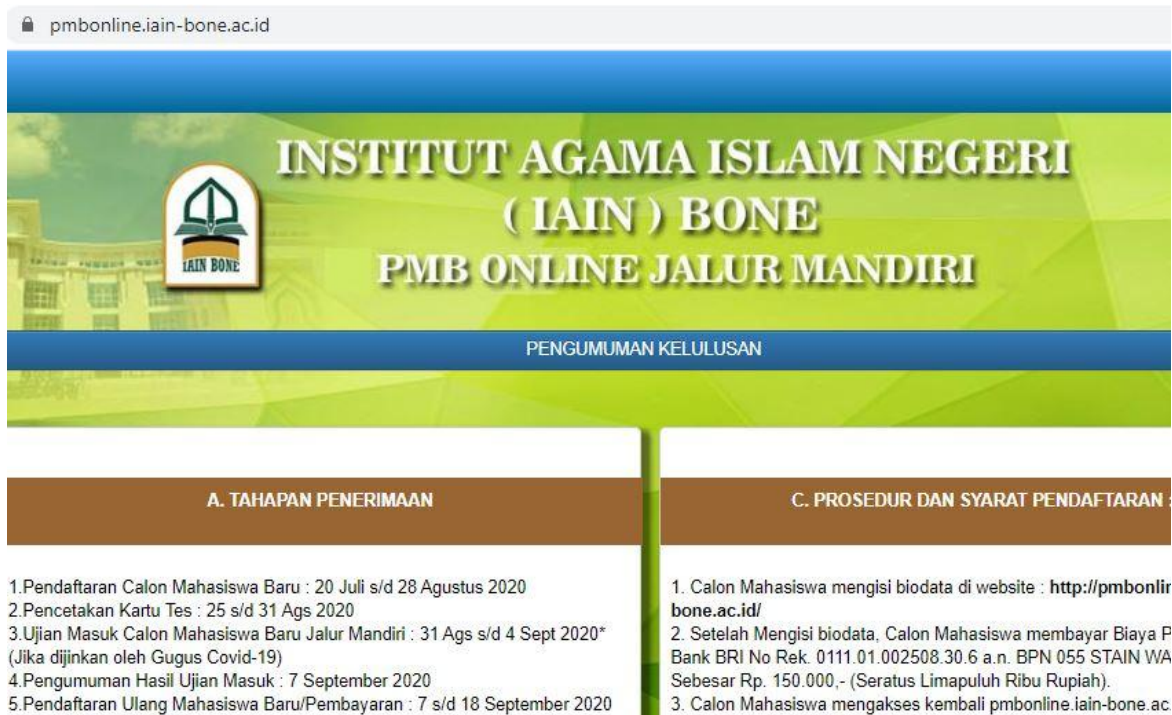 pmbonline.iain-bone.ac.id
INSTITUT AGAMA ISLAM NEGERI
( IAIN ) BONE
PMB ONLINE JALUR MANDIRI
IAIN BONE
PENGUMUMAN KELULUSAN
A. TAHAPAN PENERIMAAN
1.Pendaftaran Calon Mahasiswa Baru : 20 Juli s/d 28 Agustus 2020
2.Pencetakan Kartu Tes : 25 s/d 31 Ags 2020
3.Ujian Masuk Calon Mahasiswa Baru Jalur Mandiri : 31 Ags s/d 4 Sept 2020*
(Jika dijinkan oleh Gugus Covid-19)
4.Pengumuman Hasil Ujian Masuk : 7 September 2020
5.Pendaftaran Ulang Mahasiswa Baru/Pembayaran : 7 s/d 18 September 2020
C. PROSEDUR DAN SYARAT PENDAFTARAN :
1. Calon Mahasiswa mengisi biodata di website : http://pmbonlin
bone.ac.id/
2. Setelah Mengisi biodata, Calon Mahasiswa membayar Biaya P
Bank BRI No Rek. 0111.01.002508.30.6 a.n. BPN 055 STAIN WA
Sebesar Rp. 150.000,- (Seratus Limapuluh Ribu Rupiah).
3. Calon Mahasiswa mengakses kembali pmbonline.iain-bone.ac